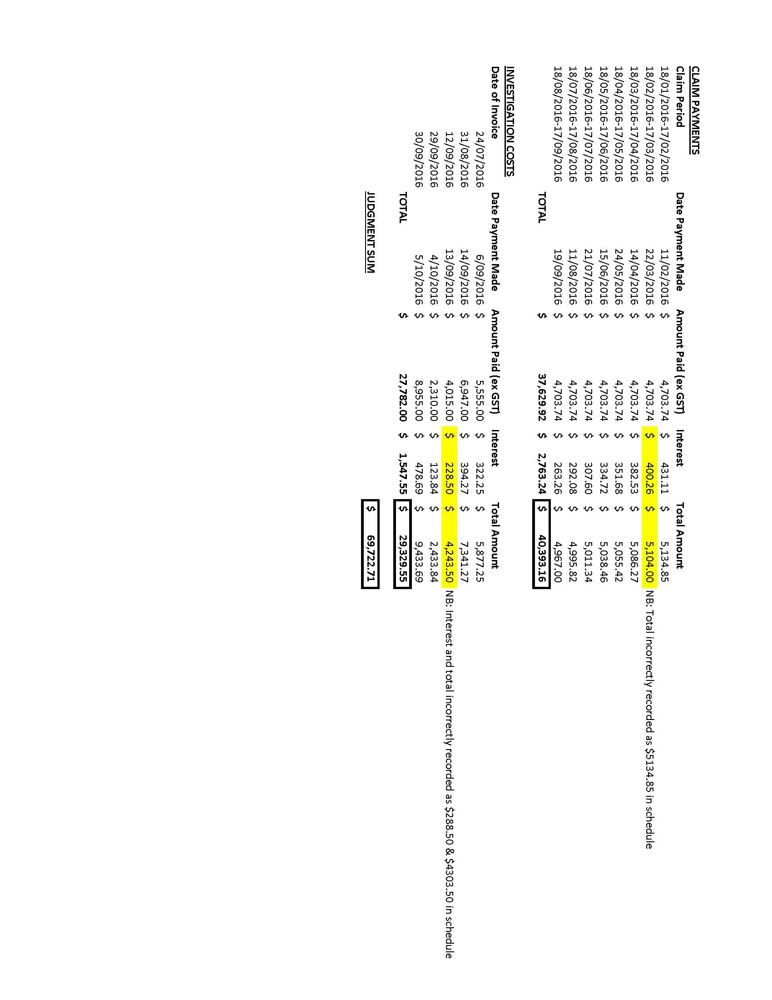 CLAIM PAYMENTS
Claim Period Date Payment Made Amount Paid (ex GST) Interest Total Amount
18/01/2016-17/02/2016 11/02/2016 $ 4,703.74 $ 431.11 $ 5,134.85
18/02/2016-17/03/2016 22/03/2016 $ 4,703.74 $ 400.26 $ 5,104.00 NB: Total incorrectly recorded as $5134.85 in schedule
18/03/2016-17/04/2016 14/04/2016 $ 4,703.74 $ 382.53 $ 5,086.27
18/04/2016-17/05/2016 24/05/2016 $ 4,703.74 $ 351.68 $ 5,055.42
18/05/2016-17/06/2016 15/06/2016 $ 4,703.74 $ 334.72 $ 5,038.46
18/06/2016-17/07/2016 21/07/2016 $ 4,703.74 $ 307.60 $ 5,011.34
18/07/2016-17/08/2016 11/08/2016 $ 4,703.74 $ 292.08 $ 4,995.82
18/08/2016-17/09/2016 19/09/2016 $ 4,703.74 $ 263.26 $ 4,967.00
TOTAL $ 37,629.92 $ 2,763.24 $ 40,393.16
INVESTIGATION COSTS
Date of Invoice Date Payment Made Amount Paid (ex GST) Interest Total Amount
24/07/2016 6/09/2016 $ 5,555.00 $ 322.25 $ 5,877.25
31/08/2016 14/09/2016 $ 6,947.00 $ 394.27 $ 7,341.27
12/09/2016 13/09/2016 $ 4,015.00 $ 228.50 $ 4,243.50 NB: Interest and total incorrectly recorded as $288.50 & $4303.50 in schedule
29/09/2016 4/10/2016 $ 2,310.00 $ 123.84 $ 2,433.84
30/09/2016 5/10/2016 $ 8,955.00 $ 478.69 $ 9,433.69
TOTAL $ 27,782.00 $ 1,547.55 $ 29,329.55
JUDGMENT SUM $ 69,722.71